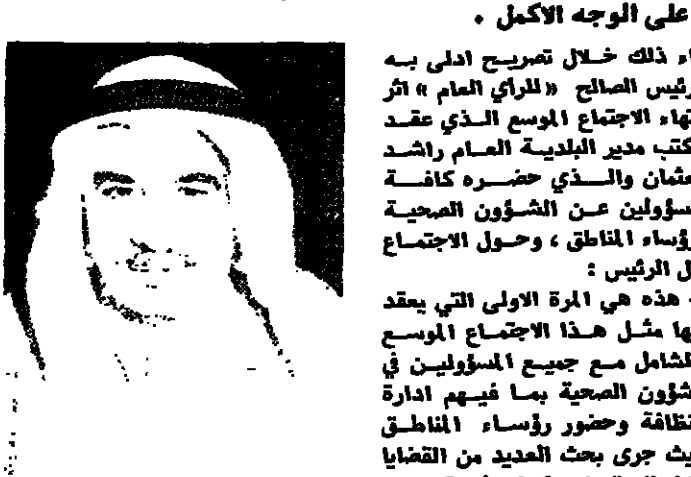 على الوجه الاكمل .
اء ذلك خلال تصريح ادلى به
رئيس الصالح «للرأي العام» اثر
تهاء الاجتماع الموسع الذي عقد
كتب مدير البلدية العام راشد
عثمان والذي حضره كافة
سؤولين عن الشؤون الصحية
ؤساء المناطق ، وحول الاجتماع
ل الرئيس :
هذه هي المرة الاولى التي يعقد
ها مثل هذا الاجتماع الموسع
لشامل مع جميع المسؤولين في
شؤون الصحية بما فيهم ادارة
نظافة وحضور رؤساء المناطق
يث جرى بحث العديد من القضايا